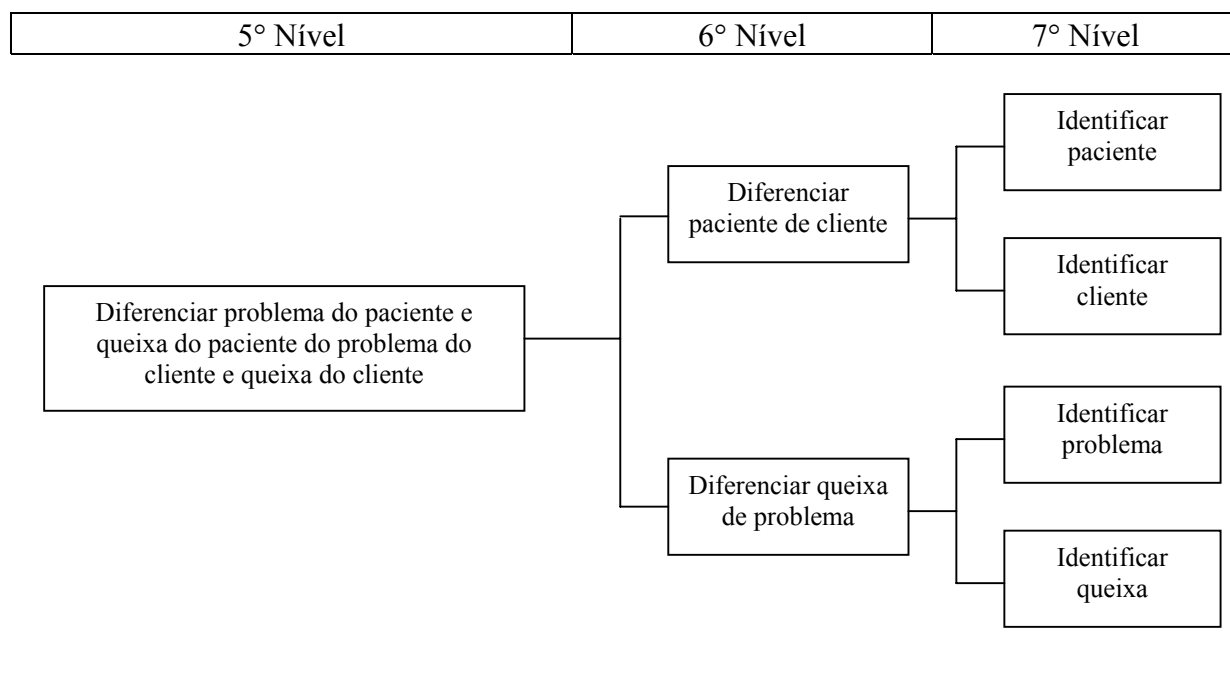 5° Nível
6° Nível
7° Nível
Diferenciar problema do paciente e
queixa do paciente do problema do
cliente e queixa do cliente
Diferenciar
paciente de cliente
Diferenciar queixa
de problema
Identificar
paciente
Identificar
cliente
Identificar
problema
Identificar
queixa